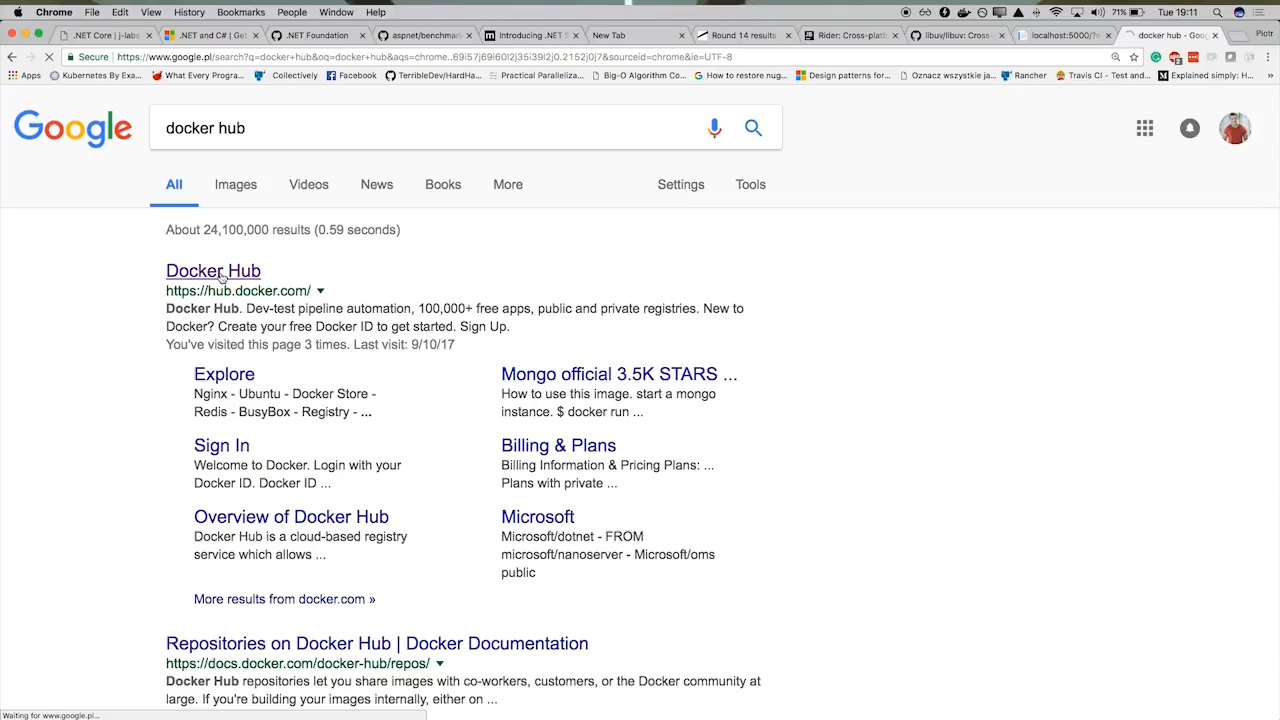 Chrome File Edit View History Bookmarks People Window Help 71% Tue 19:11
.NET Core | j-labs .NET and C# | Get .NET Foundation aspnet/benchmark Introducing .NET S New Tab Round 14 results Rider: Cross-platf libuv/libuv: Cross- localhost:5000/?n docker hub - Goo Piotr
Secure https://www.google.pl/search?q=docker+hub&oq=docker+hub&aqs=chrome..69i57j69i60l2j35i39l2j0.2152j0j7&sourceid=chrome&ie=UTF-8
Apps Kubernetes By Exa... What Every Progra... Collectively Facebook TerribleDev/HardHa... Practical Paralleliza... Big-O Algorithm Co... How to restore nug... Design patterns for... Oznacz wszystkie ja... Rancher Travis CI - Test and... Explained simply: H... »
Google
docker hub
All Images Videos News Books More Settings Tools
About 24,100,000 results (0.59 seconds)
Docker Hub
https://hub.docker.com/
Docker Hub. Dev-test pipeline automation, 100,000+ free apps, public and private registries. New to
Docker? Create your free Docker ID to get started. Sign Up.
You've visited this page 3 times. Last visit: 9/10/17
Explore
Nginx - Ubuntu - Docker Store -
Redis - BusyBox - Registry - ...
Mongo official 3.5K STARS ...
How to use this image. start a mongo
instance. $ docker run ...
Sign In
Welcome to Docker. Login with your
Docker ID. Docker ID ...
Billing & Plans
Billing Information & Pricing Plans: ...
Plans with private ...
Overview of Docker Hub
Docker Hub is a cloud-based registry
service which allows ...
Microsoft
Microsoft/dotnet - FROM
microsoft/nanoserver - Microsoft/oms
public
More results from docker.com »
Repositories on Docker Hub | Docker Documentation
https://docs.docker.com/docker-hub/repos/
Docker Hub repositories let you share images with co-workers, customers, or the Docker community at
large. If you're building your images internally, either on ...
Waiting for www.google.pl...